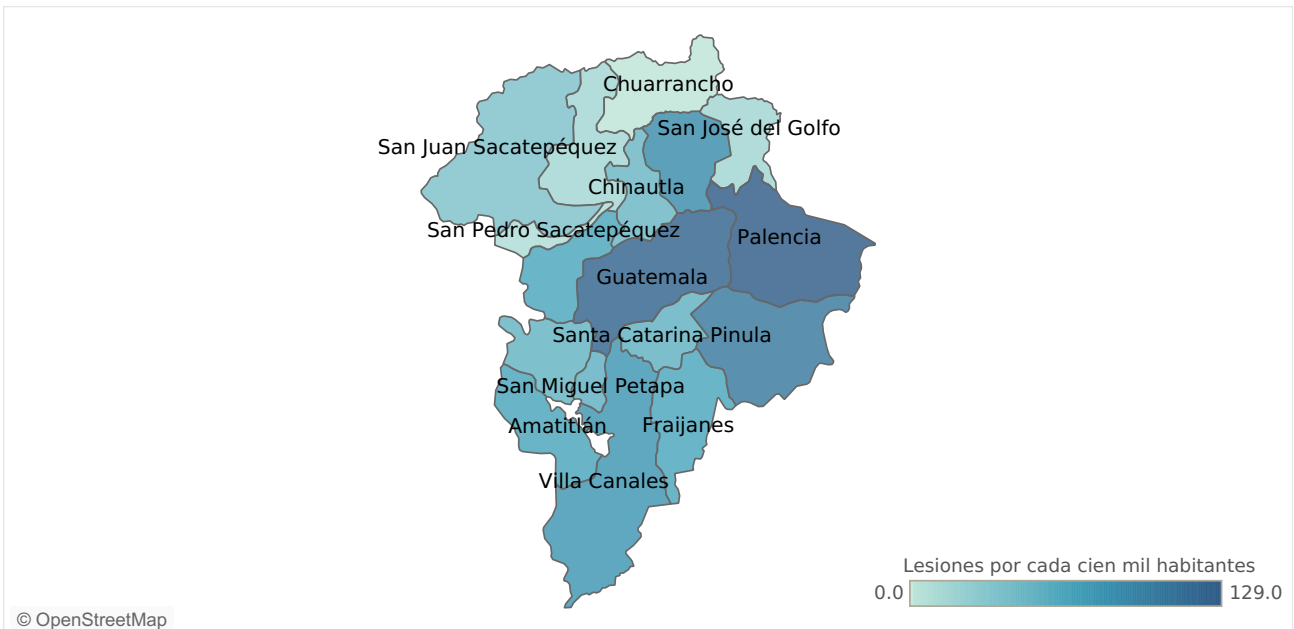 Chuarrancho
San José del Golfo
San Juan Sacatepéquez
Chinautla
San Pedro Sacatepéquez
Palencia
Guatemala
Santa Catarina Pinula
San Miguel Petapa
Amatitlán
Fraijanes
Villa Canales
Lesiones por cada cien mil habitantes
0.0
129.0
© OpenStreetMap